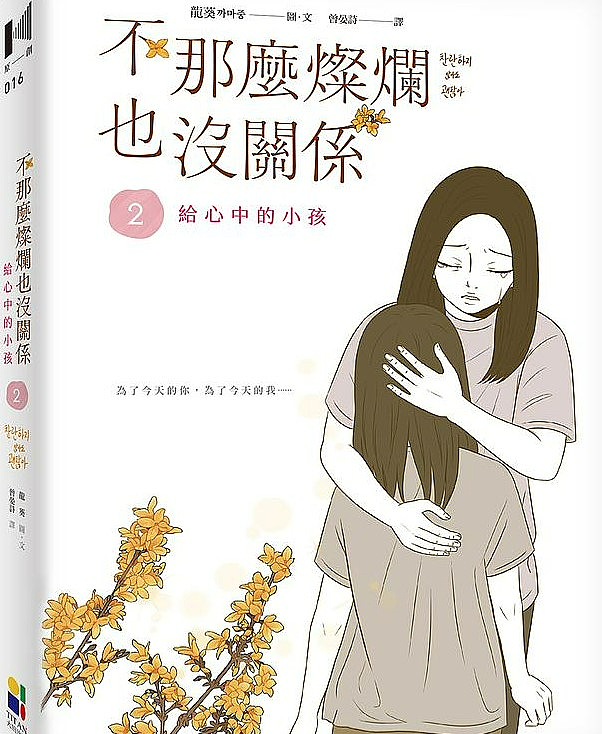 龍葵까마중——圖·文 曾晏詩——譯
不那麼燦爛
也沒關係
찬란하지
않아도
괜찮아
2 給心中的小孩
為了今天的你，為了今天的我……
原—創
016
不那麼燦爛也沒關係
給心中的小孩
2
찬란하지
않아도
괜찮아
龍葵 圖·文
曾晏詩 譯
TITAN